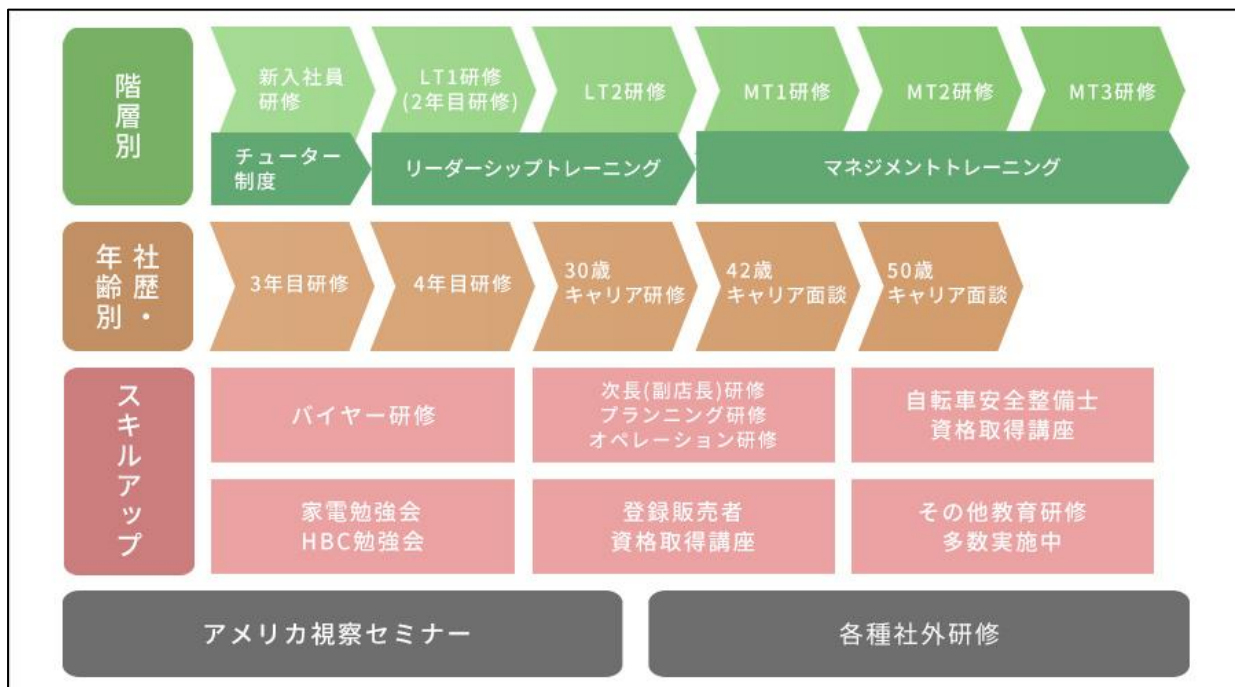 階層別
新入社員
研修
LT1研修
(2年目研修)
LT2研修
MT1研修
MT2研修
MT3研修
チューター
制度
リーダーシップトレーニング
マネジメントトレーニング
社歴・
年齢別
3年目研修
4年目研修
30歳
キャリア研修
42歳
キャリア面談
50歳
キャリア面談
スキルアップ
バイヤー研修
次長(副店長)研修
プランニング研修
オペレーション研修
自転車安全整備士
資格取得講座
家電勉強会
HBC勉強会
登録販売者
資格取得講座
その他教育研修
多数実施中
アメリカ視察セミナー
各種社外研修